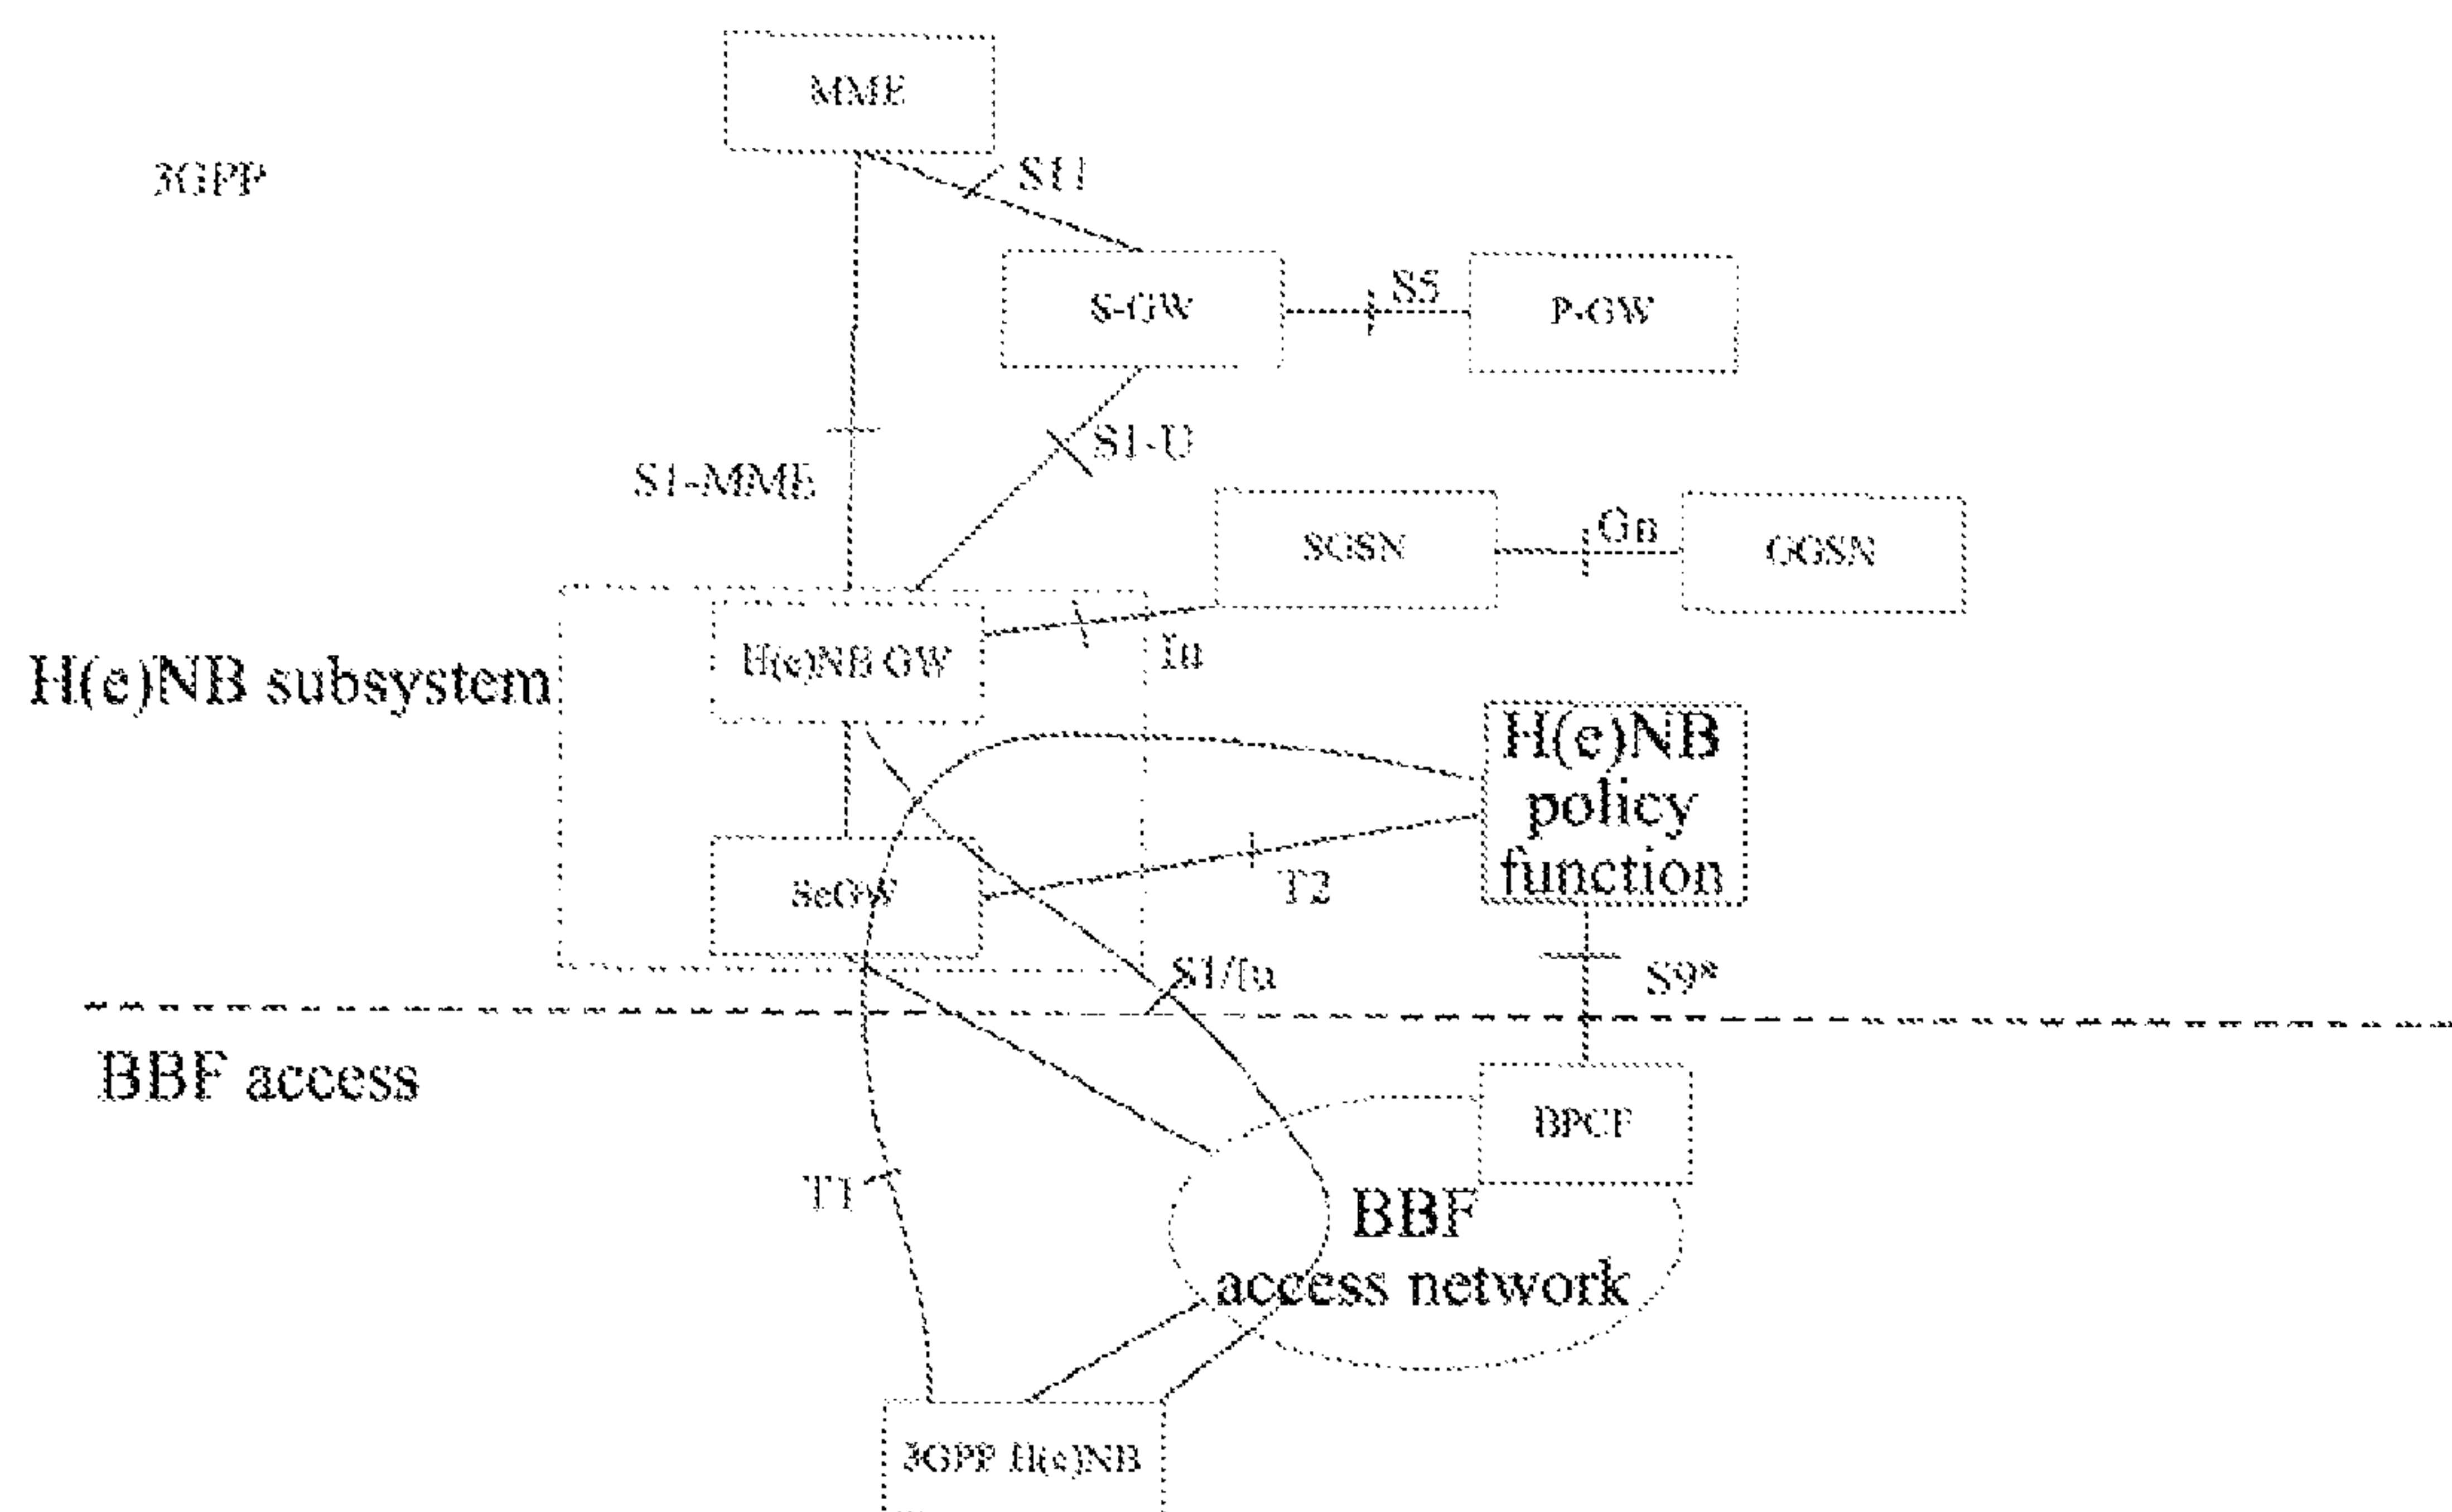 MME
3GPP
S11
S-GW
S5
P-GW
S1-U
S1-MME
SGSN
Gn
GGSN
H(e)NB GW
Iu
H(e)NB subsystem
H(e)NB
policy
function
SeGW
T2
S1/Iu
S9*
BBF access
BPCF
T1
BBF
access network
3GPP H(e)NB